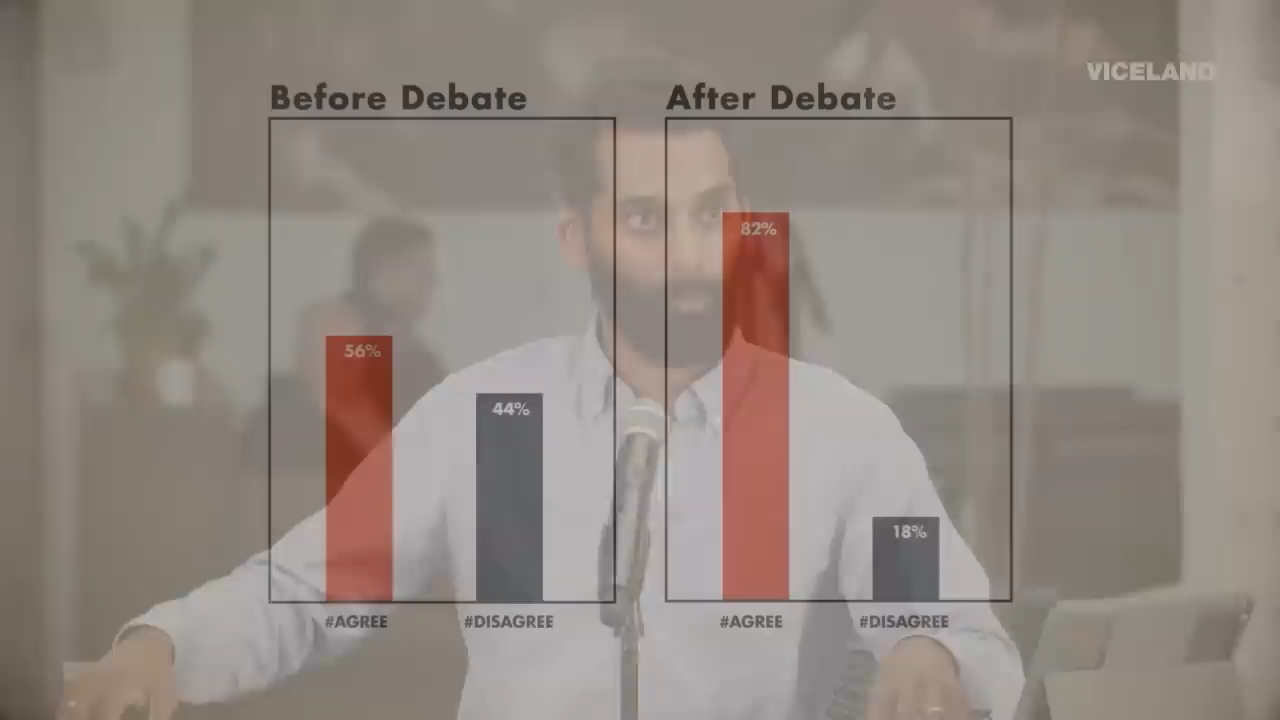 VICELAND
Before Debate
56%
44%
#AGREE
#DISAGREE
After Debate
82%
18%
#AGREE
#DISAGREE